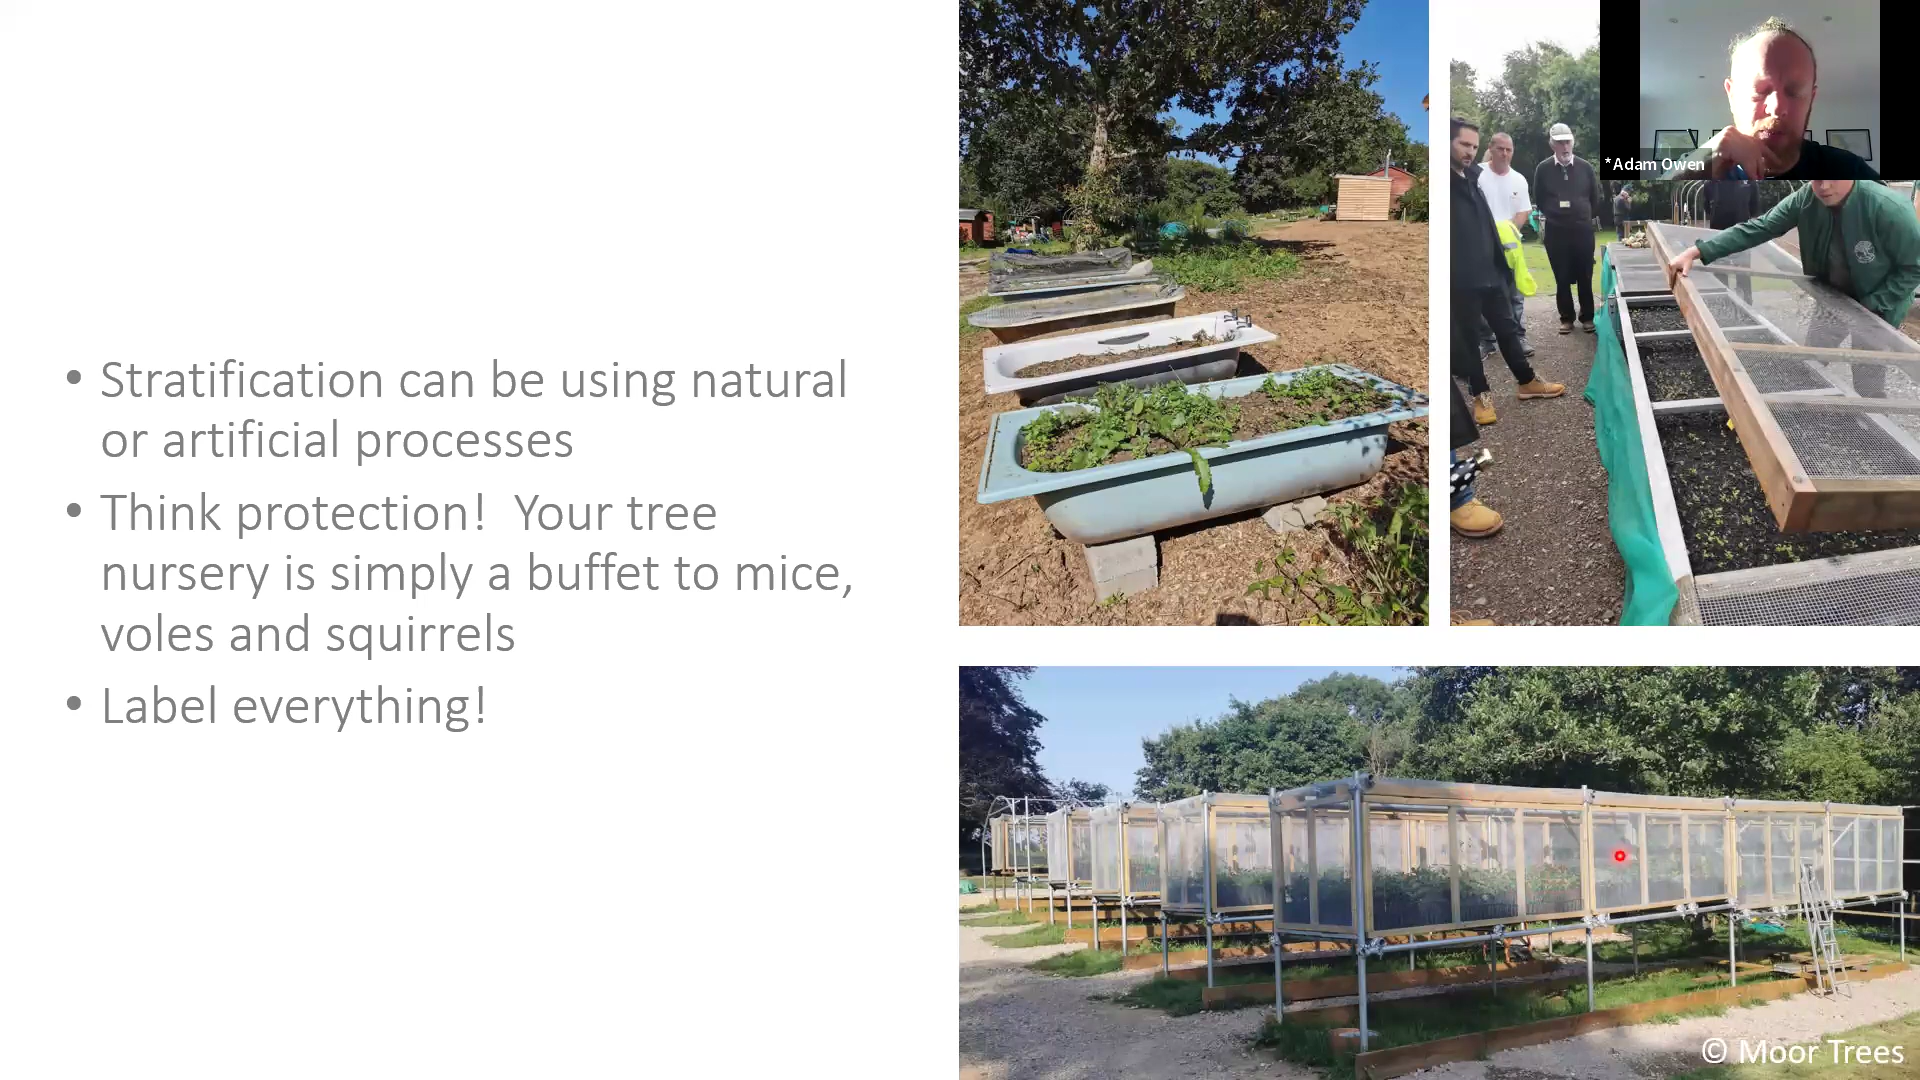 *Adam Owen
• Stratification can be using natural
or artificial processes
• Think protection!  Your tree
nursery is simply a buffet to mice,
voles and squirrels
• Label everything!
© Moor Trees